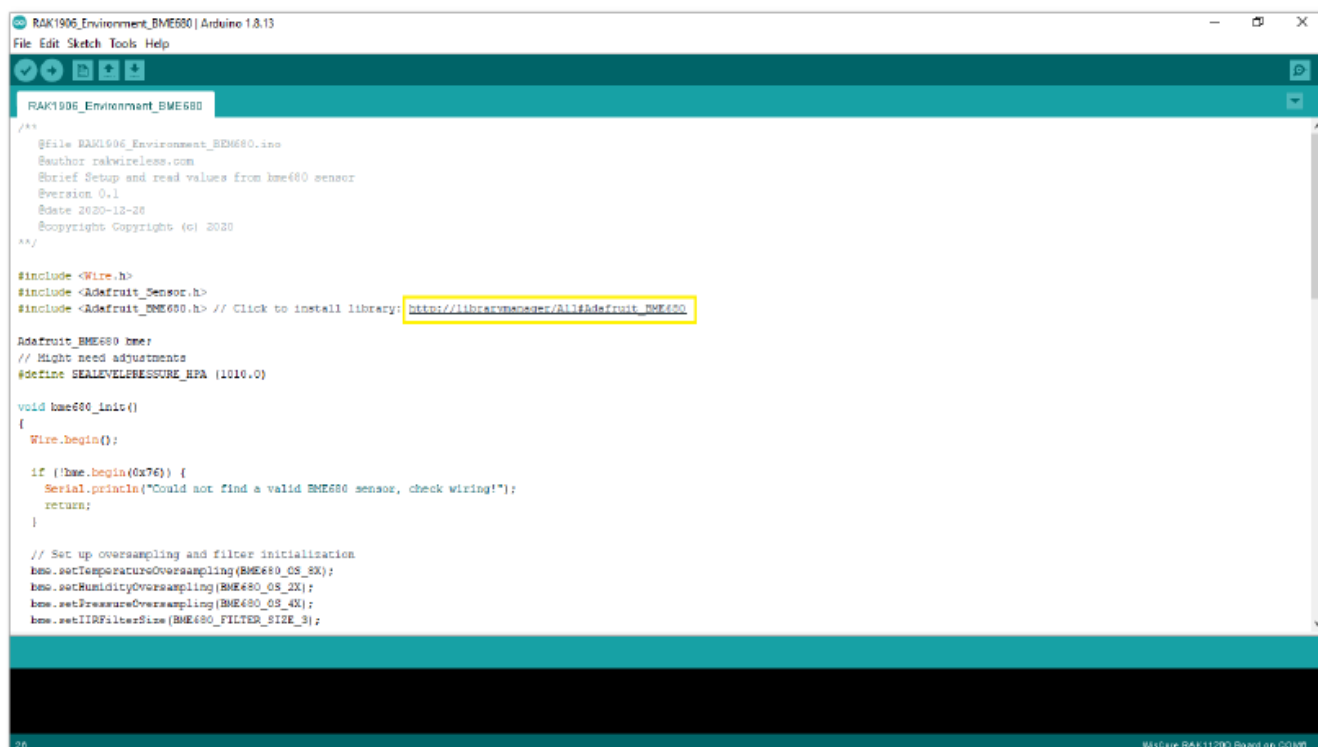 RAK1906_Environment_BME680 | Arduino 1.8.13
File Edit Sketch Tools Help
RAK1906_Environment_BME680
/**
@file RAK1906_Environment_BEM680.ino
@author rakwireless.com
@brief Setup and read values from bme680 sensor
@version 0.1
@date 2020-12-28
@copyright Copyright (c) 2020
**/
#include <Wire.h>
#include <Adafruit_Sensor.h>
#include <Adafruit_BME680.h> // Click to install library: http://librarymanager/All#Adafruit_BME680
Adafruit_BME680 bme;
// Might need adjustments
#define SEALEVELPRESSURE_HPA (1010.0)
void bme680_init()
{
Wire.begin();
if (!bme.begin(0x76)) {
Serial.println("Could not find a valid BME680 sensor, check wiring!");
return;
}
// Set up oversampling and filter initialization
bme.setTemperatureOversampling(BME680_OS_8X);
bme.setHumidityOversampling(BME680_OS_2X);
bme.setPressureOversampling(BME680_OS_4X);
bme.setIIRFilterSize(BME680_FILTER_SIZE_3);
26
RAK11200 Board on COM8